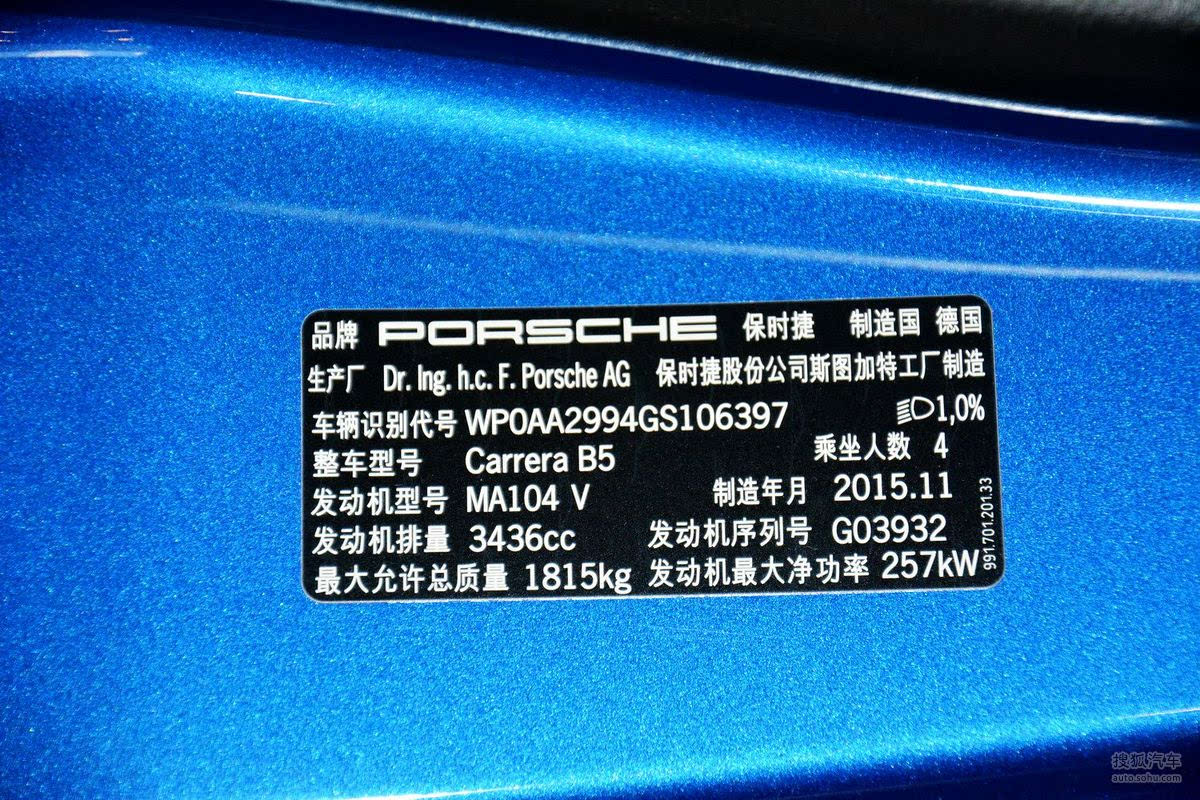 品牌 PORSCHE 保时捷 制造国 德国
生产厂 Dr. Ing. h.c. F. Porsche AG 保时捷股份公司斯图加特工厂制造
车辆识别代号 WP0AA2994GS106397 1,0%
整车型号 Carrera B5 乘坐人数 4
发动机型号 MA104 V 制造年月 2015.11
发动机排量 3436cc 发动机序列号 G03932
最大允许总质量 1815kg 发动机最大净功率 257kW
991.701.201.33
搜狐汽车
auto.sohu.com